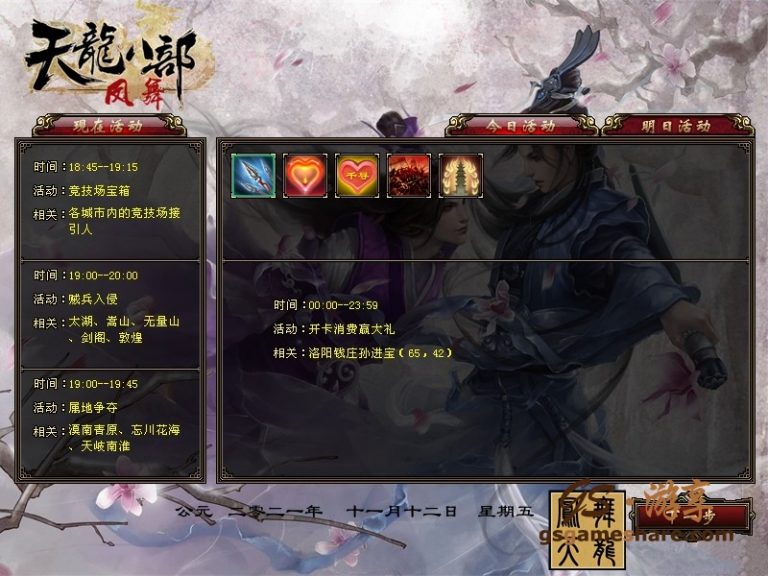 天龍八部
凤舞
现在活动
今日活动
明日活动
时间：18:45--19:15
活动：竞技场宝箱
相关：各城市内的竞技场接
引人
时间：19:00--20:00
活动：贼兵入侵
相关：太湖、嵩山、无量山
、剑阁、敦煌
时间：19:00--19:45
活动：属地争夺
相关：漠南青原、忘川花海
、天岐南淮
时间：00:00--23:59
活动：开卡消费赢大礼
相关：洛阳钱庄孙进宝（65，42）
公元 二零二一年 十一月十二日 星期五
GS·游享
gsgameshare.com